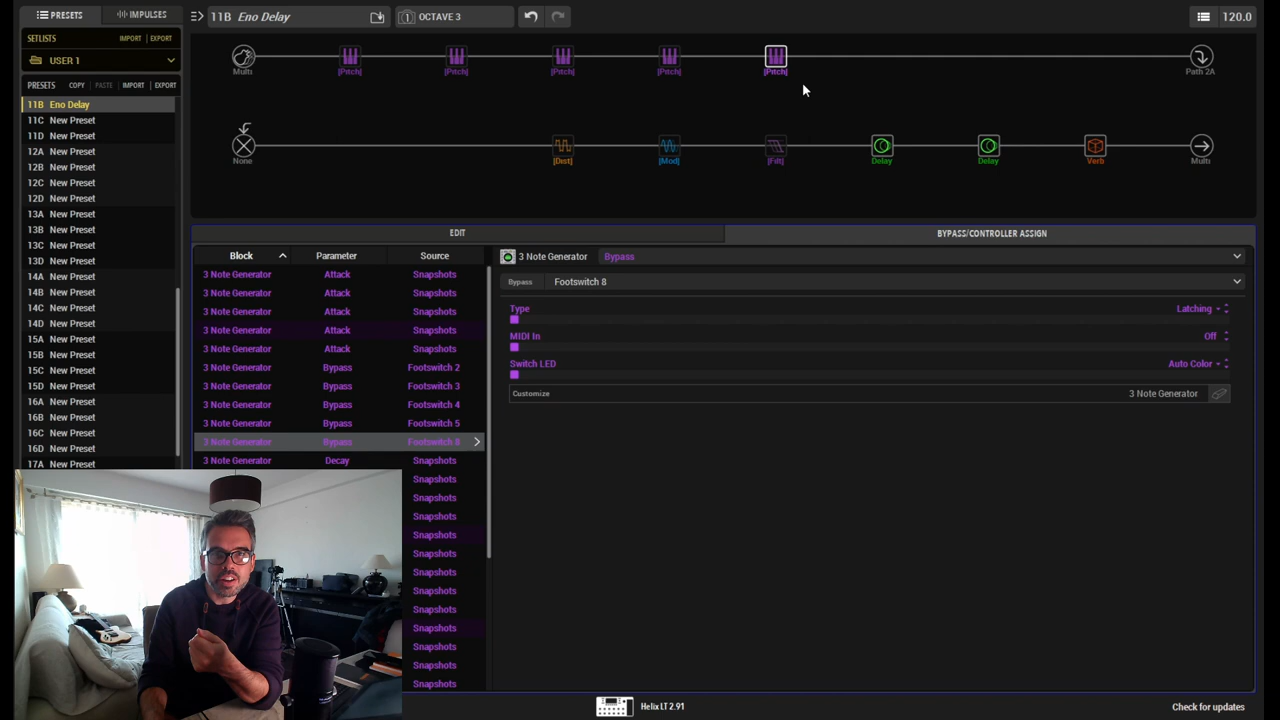 PRESETS
IMPULSES
11B Eno Delay
OCTAVE 3
120.0
SETLISTS
IMPORT
EXPORT
USER 1
PRESETS
COPY
PASTE
IMPORT
EXPORT
11B Eno Delay
11C New Preset
11D New Preset
12A New Preset
12B New Preset
12C New Preset
12D New Preset
13A New Preset
13B New Preset
13C New Preset
13D New Preset
14A New Preset
14B New Preset
14C New Preset
14D New Preset
15A New Preset
15B New Preset
15C New Preset
15D New Preset
16A New Preset
16B New Preset
16C New Preset
16D New Preset
17A New Preset
Multi
[Pitch]
[Pitch]
[Pitch]
[Pitch]
[Pitch]
Path 2A
None
[Dist]
[Mod]
[Filt]
Delay
Delay
Verb
Multi
EDIT
BYPASS/CONTROLLER ASSIGN
Block Parameter Source
3 Note Generator Attack Snapshots
3 Note Generator Attack Snapshots
3 Note Generator Attack Snapshots
3 Note Generator Attack Snapshots
3 Note Generator Attack Snapshots
3 Note Generator Bypass Footswitch 2
3 Note Generator Bypass Footswitch 3
3 Note Generator Bypass Footswitch 4
3 Note Generator Bypass Footswitch 5
3 Note Generator Bypass Footswitch 8
3 Note Generator Decay Snapshots
Snapshots
Snapshots
Snapshots
Snapshots
Snapshots
Snapshots
Snapshots
Snapshots
Snapshots
Snapshots
Snapshots
Snapshots
3 Note Generator Bypass
Bypass Footswitch 8
Type Latching
MIDI In Off
Switch LED Auto Color
Customize 3 Note Generator
Helix LT 2.91
Check for updates